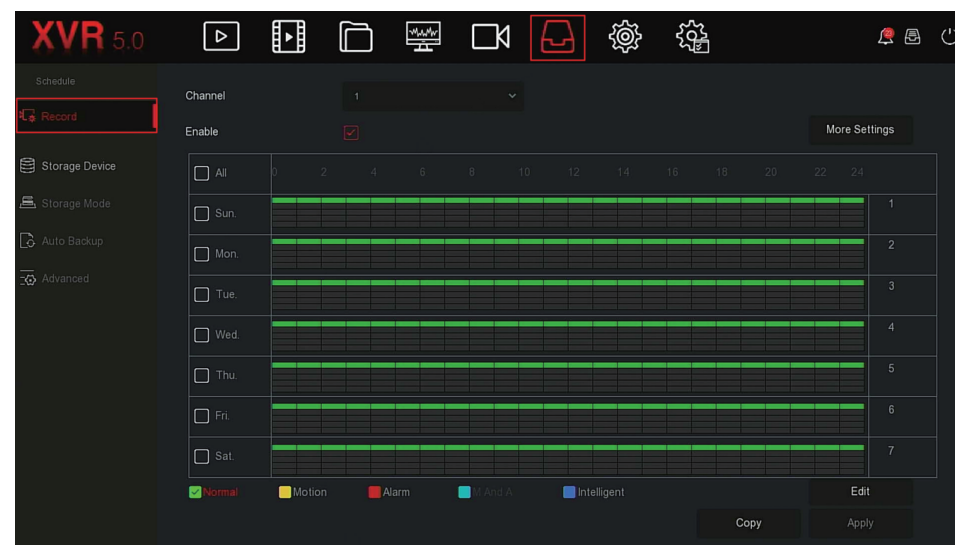 XVR 5.0
Schedule
Record
Storage Device
Storage Mode
Auto Backup
Advanced
Channel 1
Enable
More Settings
All 0 2 4 6 8 10 12 14 16 18 20 22 24
Sun. 1
Mon. 2
Tue. 3
Wed. 4
Thu. 5
Fri. 6
Sat. 7
Normal Motion Alarm M And A Intelligent Edit
Copy Apply